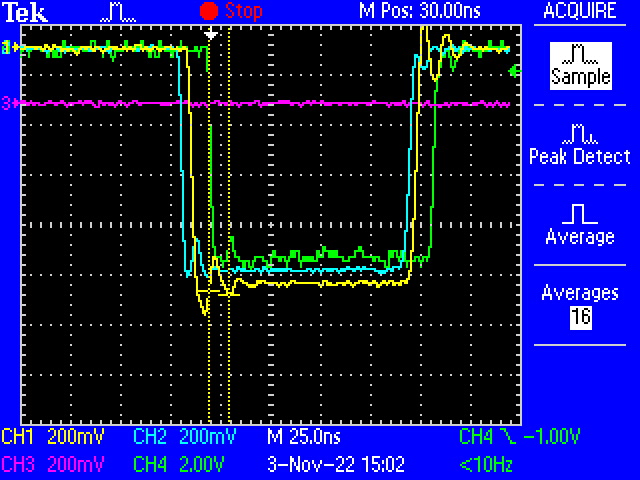 Tek Stop M Pos: 30.00ns ACQUIRE
Sample
Peak Detect
Average
Averages
16
3
CH1 200mV CH2 200mV M 25.0ns CH4 -1.00V
CH3 200mV CH4 2.00V 3-Nov-22 15:02 <10Hz